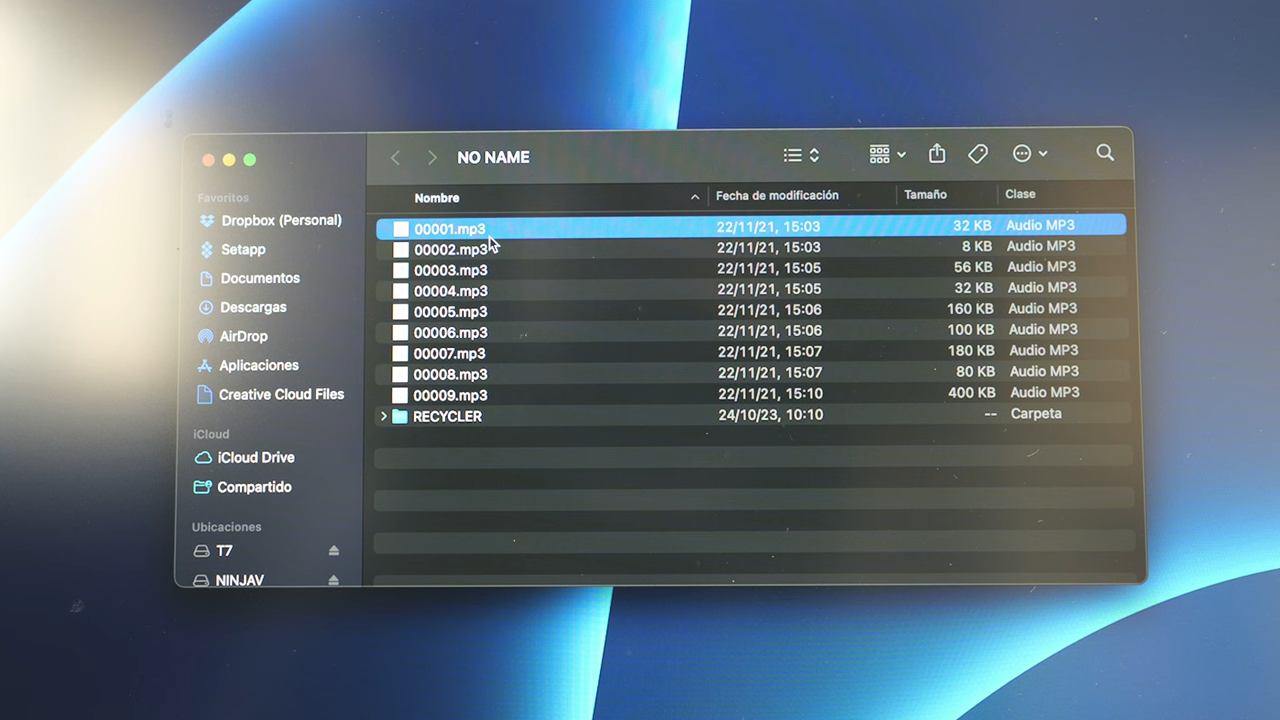 NO NAME
Favoritos
Dropbox (Personal)
Setapp
Documentos
Descargas
AirDrop
Aplicaciones
Creative Cloud Files
iCloud
iCloud Drive
Compartido
Ubicaciones
T7
NINJAV
Nombre Fecha de modificación Tamaño Clase
00001.mp3 22/11/21, 15:03 32 KB Audio MP3
00002.mp3 22/11/21, 15:03 8 KB Audio MP3
00003.mp3 22/11/21, 15:05 56 KB Audio MP3
00004.mp3 22/11/21, 15:05 32 KB Audio MP3
00005.mp3 22/11/21, 15:06 160 KB Audio MP3
00006.mp3 22/11/21, 15:06 100 KB Audio MP3
00007.mp3 22/11/21, 15:07 180 KB Audio MP3
00008.mp3 22/11/21, 15:07 80 KB Audio MP3
00009.mp3 22/11/21, 15:10 400 KB Audio MP3
RECYCLER 24/10/23, 10:10 -- Carpeta